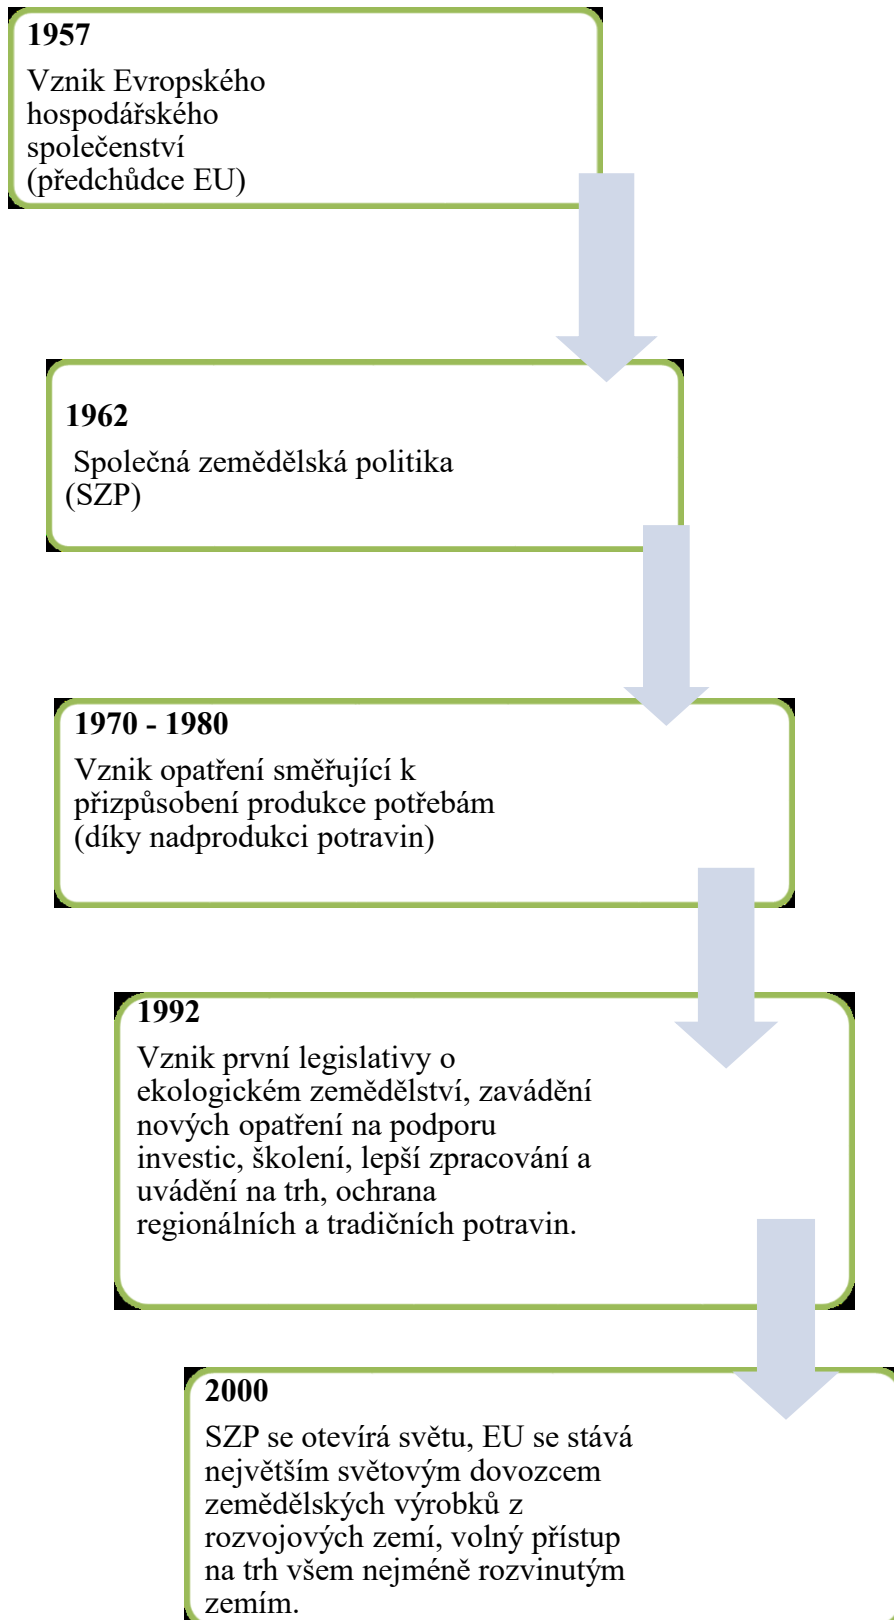 1957
Vznik Evropského
hospodářského
společenství
(předchůdce EU)
1962
Společná zemědělská politika
(SZP)
1970 - 1980
Vznik opatření směřující k
přizpůsobení produkce potřebám
(díky nadprodukci potravin)
1992
Vznik první legislativy o
ekologickém zemědělství, zavádění
nových opatření na podporu
investic, školení, lepší zpracování a
uvádění na trh, ochrana
regionálních a tradičních potravin.
2000
SZP se otevírá světu, EU se stává
největším světovým dovozcem
zemědělských výrobků z
rozvojových zemí, volný přístup
na trh všem nejméně rozvinutým
zemím.